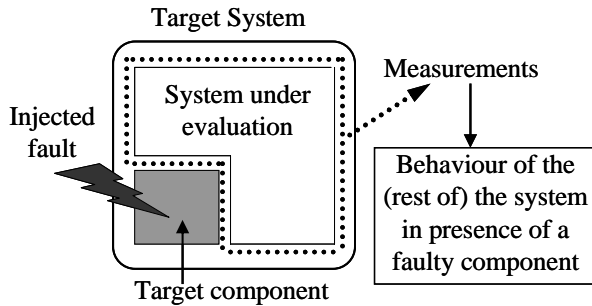 Target System
System under
evaluation
Injected
fault
Target component
Measurements
Behaviour of the
(rest of) the system
in presence of a
faulty component